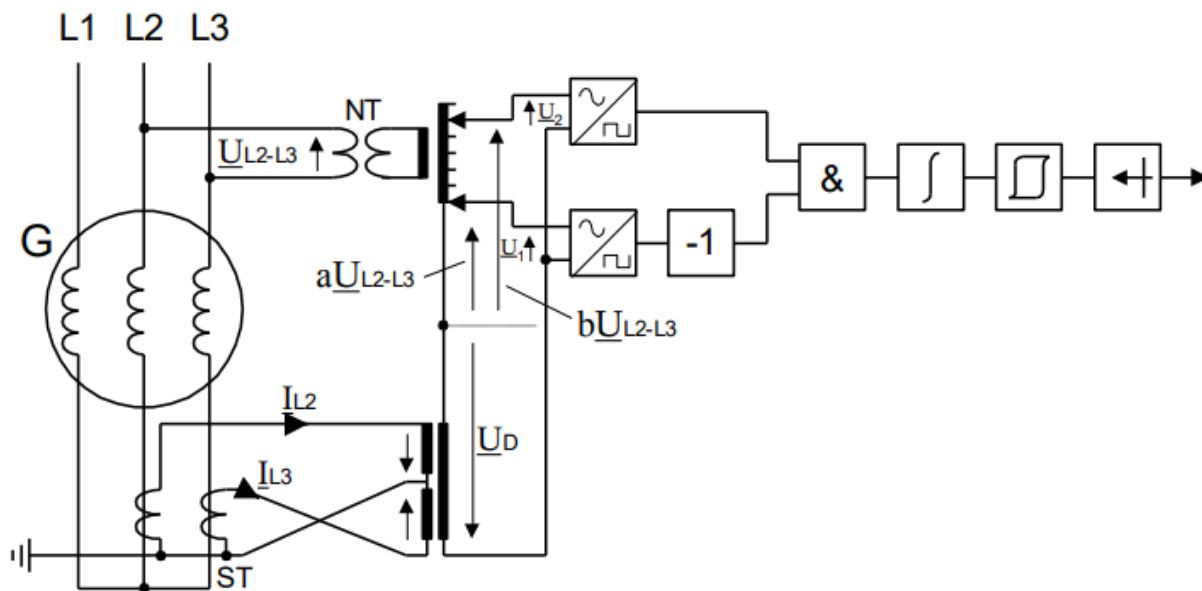 L1 L2 L3
NT
U2
UL2-L3
&
G
U1
-1
aUL2-L3
bUL2-L3
IL2
UD
IL3
ST